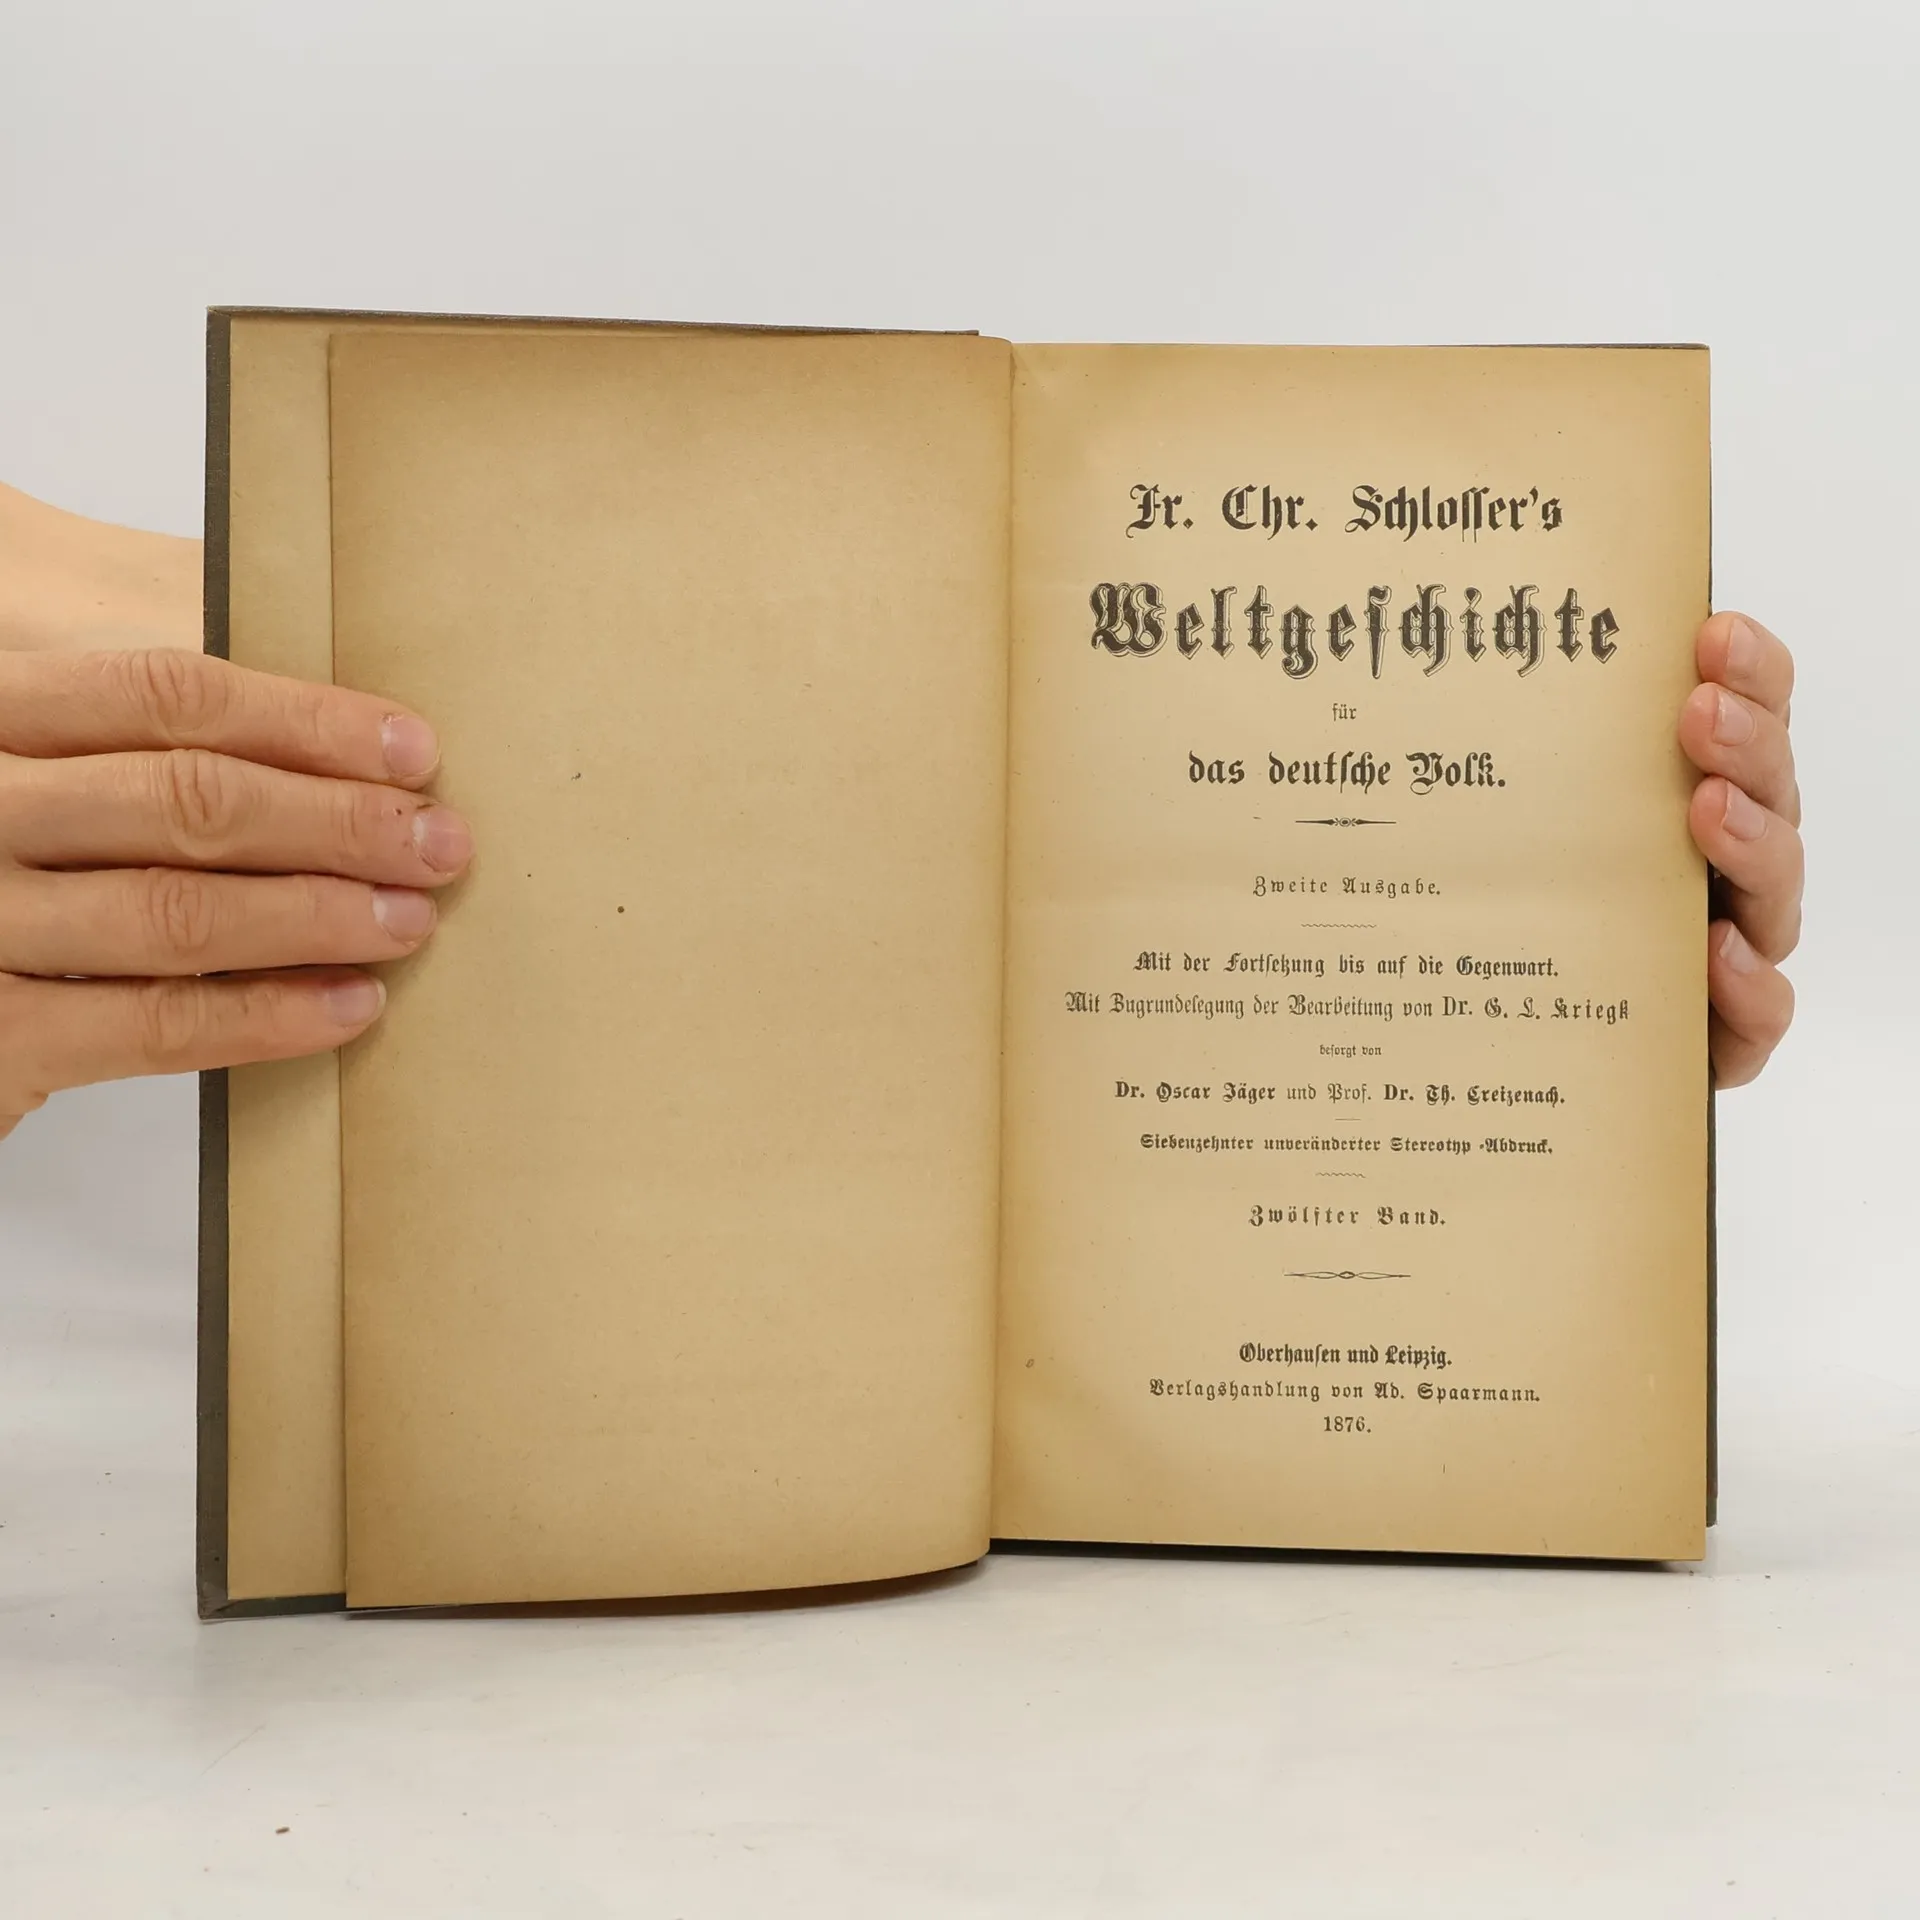 Fr. Chr. Schlosser's
Weltgeschichte
für
das deutsche Volk.
Zweite Ausgabe.
Mit der Fortsetzung bis auf die Gegenwart.
Mit Zugrundelegung der Bearbeitung von Dr. G. L. Kriegk
besorgt von
Dr. Oscar Jäger und Prof. Dr. Th. Creizenach.
Siebenzehnter unveränderter Stereotyp-Abdruck.
Zwölfter Band.
Oberhausen und Leipzig.
Verlagshandlung von Ad. Spaarmann.
1876.